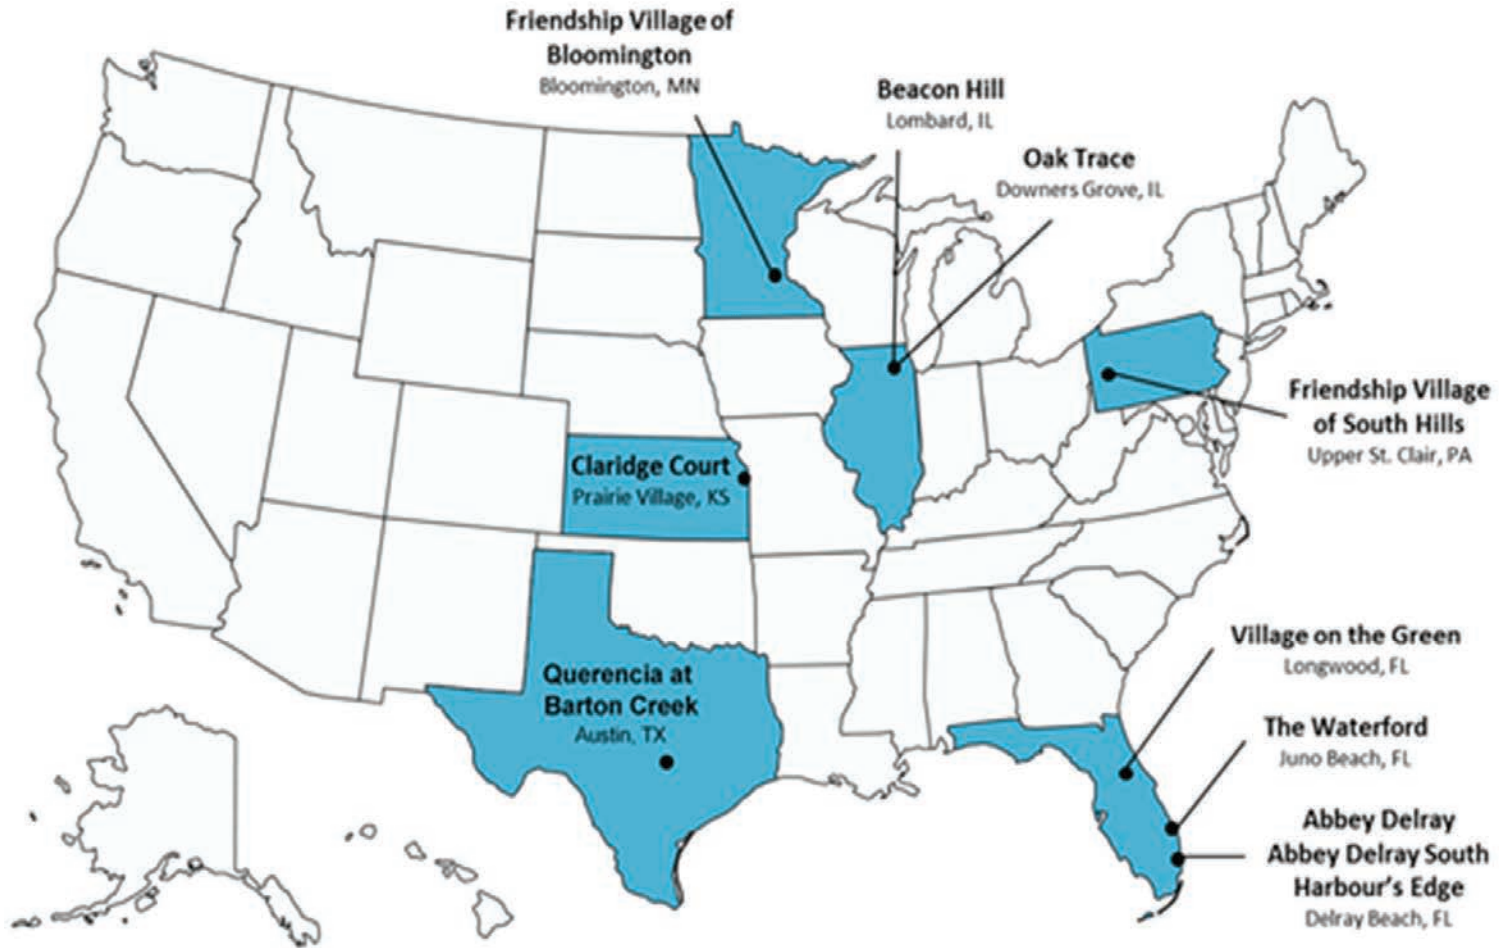 Friendship Village of
Bloomington
Bloomington, MN
Beacon Hill
Lombard, IL
Oak Trace
Downers Grove, IL
Friendship Village
of South Hills
Upper St. Clair, PA
Claridge Court
Prairie Village, KS
Querencia at
Barton Creek
Austin, TX
Village on the Green
Longwood, FL
The Waterford
Juno Beach, FL
Abbey Delray
Abbey Delray South
Harbour's Edge
Delray Beach, FL